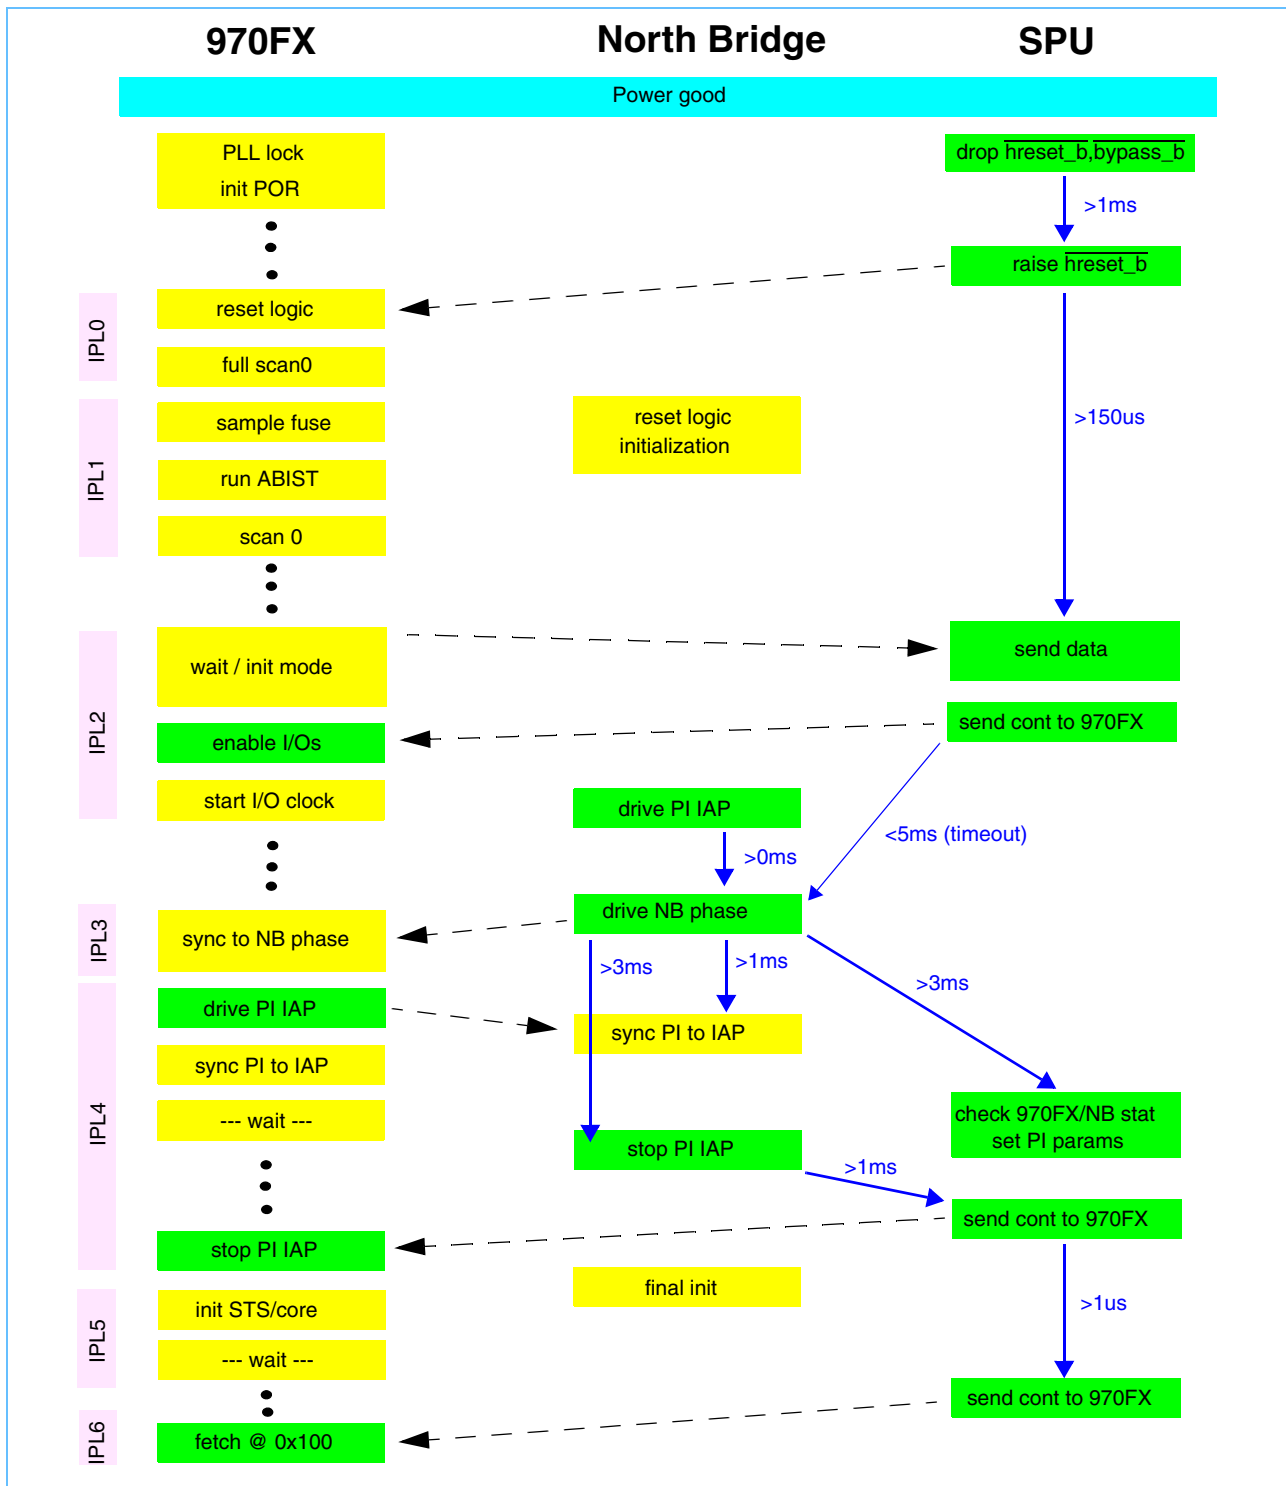 970FX
North Bridge
SPU
Power good
PLL lock
init POR
drop hreset_b,bypass_b
>1ms
raise hreset_b
IPL0
reset logic
full scan0
IPL1
sample fuse
reset logic
initialization
>150us
run ABIST
scan 0
IPL2
wait / init mode
send data
send cont to 970FX
enable I/Os
start I/O clock
drive PI IAP
<5ms (timeout)
>0ms
IPL3
drive NB phase
sync to NB phase
>3ms
>1ms
>3ms
IPL4
drive PI IAP
sync PI to IAP
sync PI to IAP
--- wait ---
check 970FX/NB stat
set PI params
stop PI IAP
>1ms
send cont to 970FX
stop PI IAP
final init
IPL5
init STS/core
>1us
--- wait ---
send cont to 970FX
IPL6
fetch @ 0x100